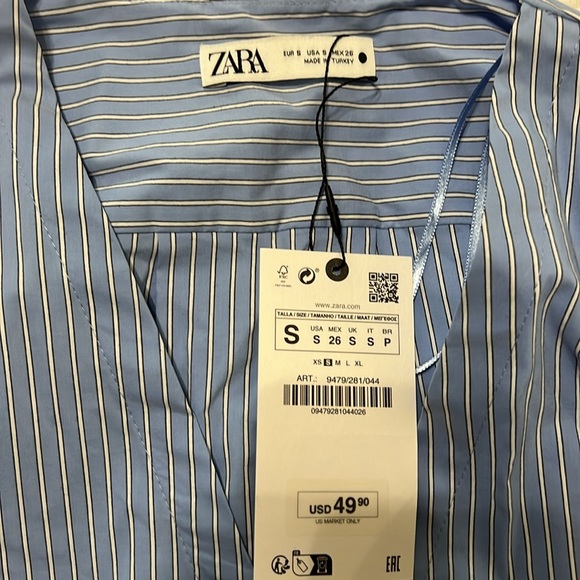 ZARA
EUR S USA S MEX 26
MADE IN TURKEY
FSC
www.zara.com
TALLA / SIZE / TAMANHO / TAILLE / MAAT / ΜΕΓΕΘΟΣ
S
USA MEX UK IT BR
S 26 S S P
XS S M L XL
ART.: 9479/281/044
09479281044026
USD 49.90
US MARKET ONLY
EAC